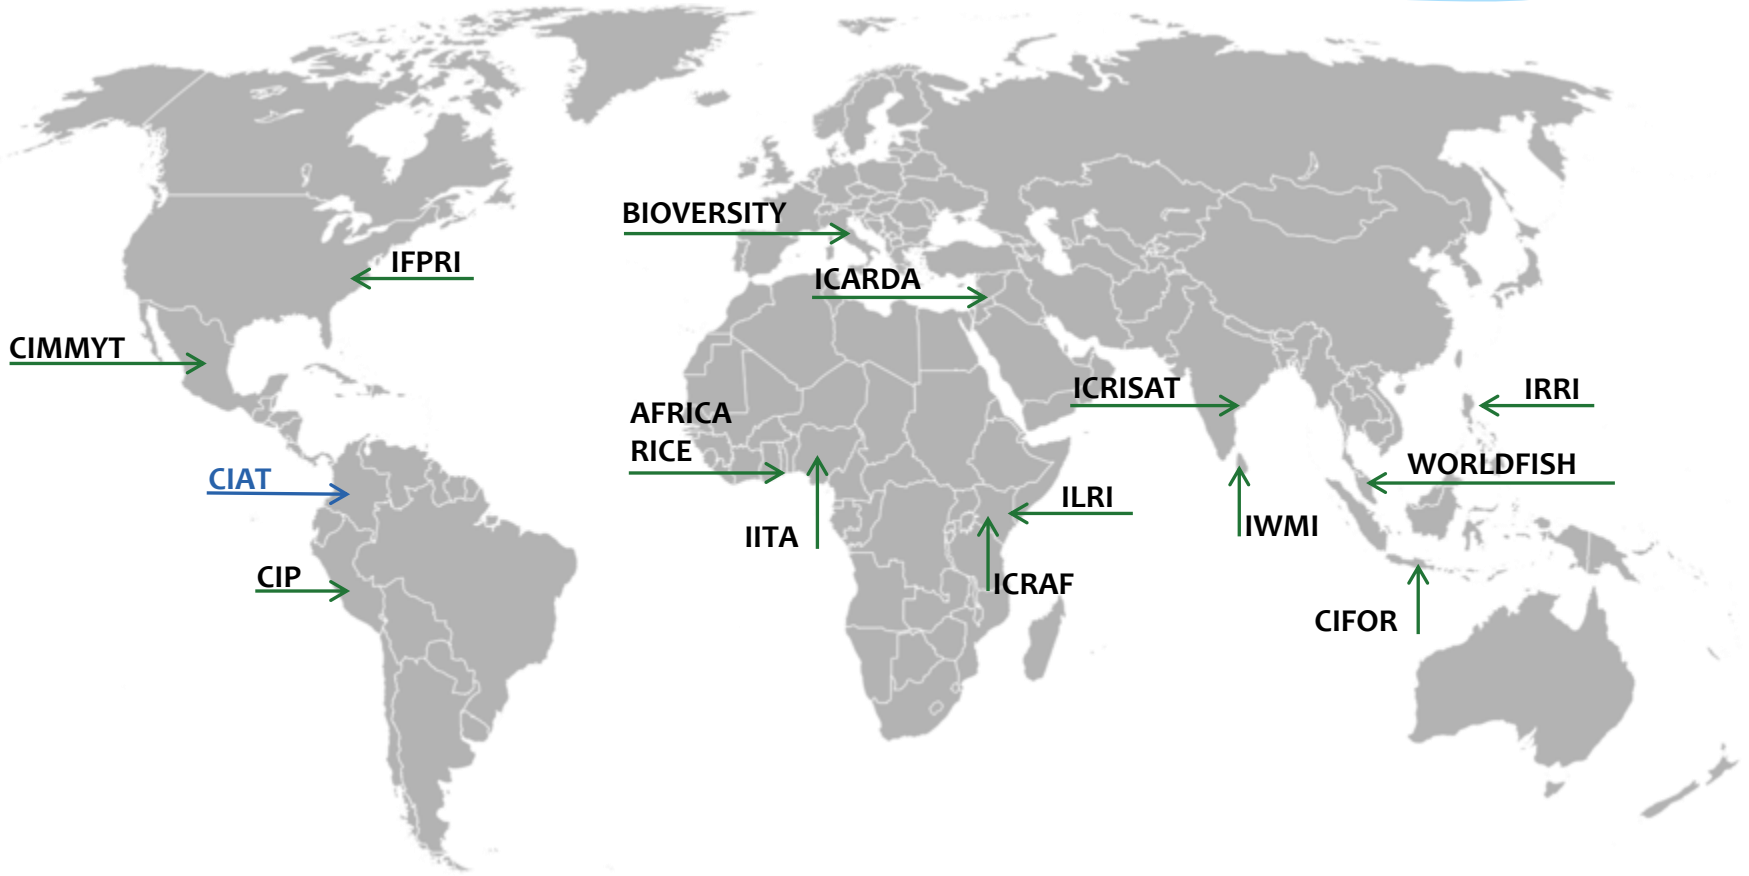 BIOVERSITY
IFPRI
ICARDA
CIMMYT
ICRISAT
IRRI
AFRICA
RICE
WORLDFISH
CIAT
ILRI
IITA
IWMI
CIP
ICRAF
CIFOR